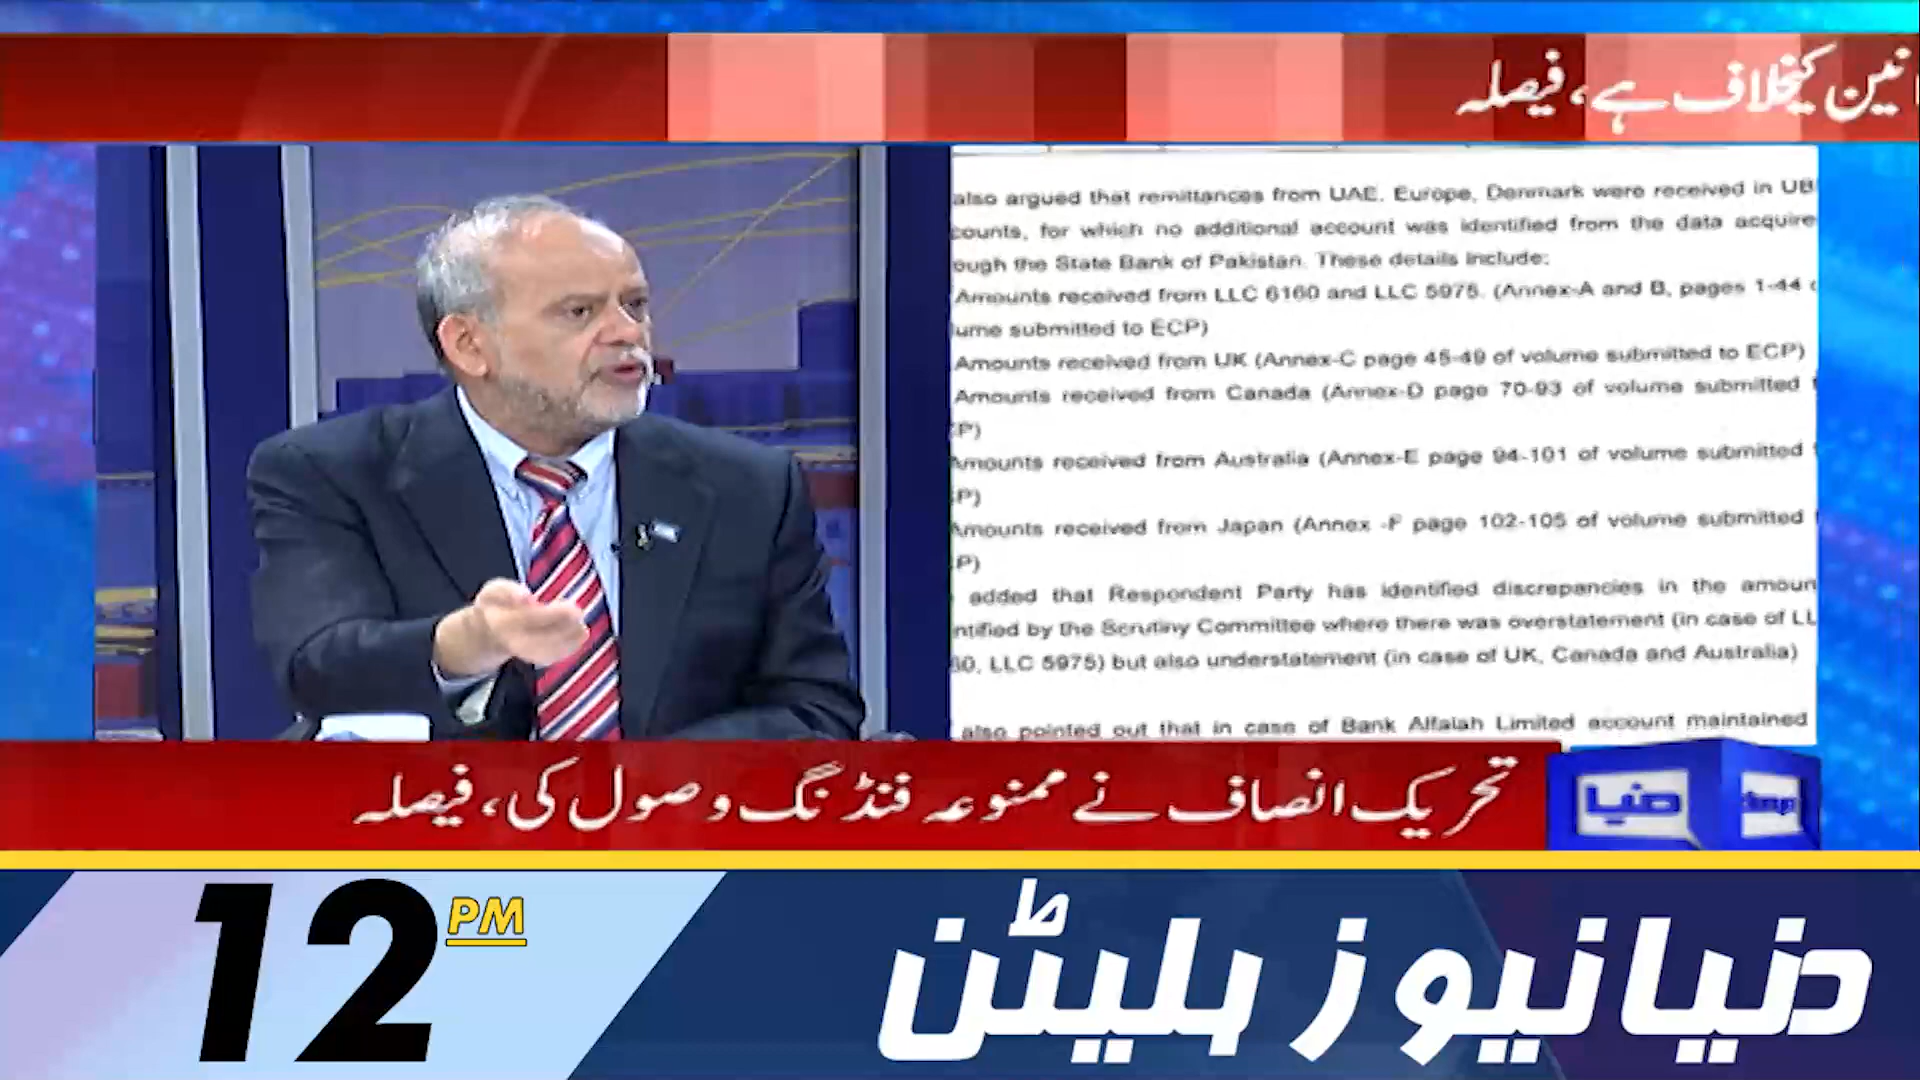 نین کیخلاف ہے، فیصلہ
also argued that remittances from UAE, Europe, Denmark were received in UB
counts, for which no additional account was identified from the data acquire
ough the State Bank of Pakistan. These details include:
Amounts received from LLC 6160 and LLC 5975. (Annex-A and B, pages 1-44
ume submitted to ECP)
Amounts received from UK (Annex-C page 45-49 of volume submitted to ECP)
Amounts received from Canada (Annex-D page 70-93 of volume submitted
P)
Amounts received from Australia (Annex-E page 94-101 of volume submitted
P)
Amounts received from Japan (Annex -F page 102-105 of volume submitted
P)
added that Respondent Party has identified discrepancies in the amoun
ntified by the Scrutiny Committee where there was overstatement (in case of LL
60, LLC 5975) but also understatement (in case of UK, Canada and Australia)
also pointed out that in case of Bank Alfalah Limited account maintained
تحریک انصاف نے ممنوعہ فنڈنگ وصول کی، فیصلہ
دنیا
12 PM
دنیا نیوز بلیٹن